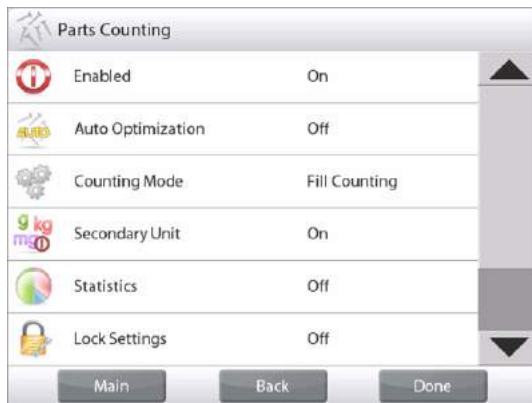 Parts Counting
Enabled On
AUTO Auto Optimization Off
Counting Mode Fill Counting
g kg
mg Secondary Unit On
Statistics Off
Lock Settings Off
Main Back Done